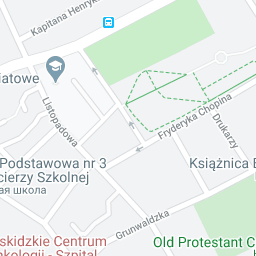 Kapitana Henryk
iatowe
Listopadowa
Fryderyka Chopina
Drukarzy
Podstawowa nr 3
cierzy Szkolnej
ая школа
Książnica B
Grunwaldzka
skidzkie Centrum
kologii - Szpital
Old Protestant C